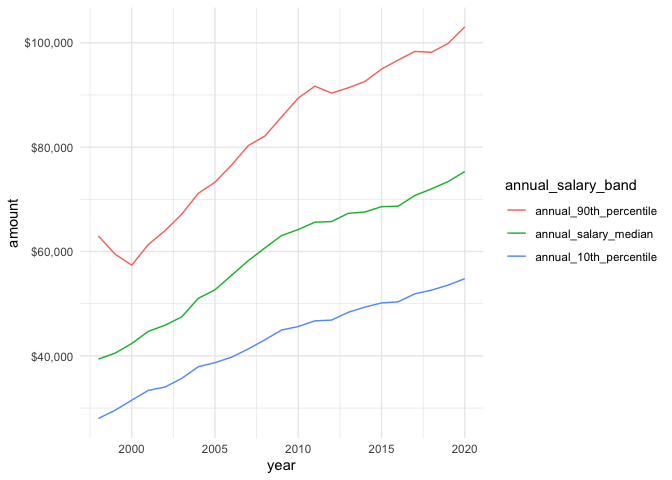 $100,000
$80,000
$60,000
$40,000
amount
2000 2005 2010 2015 2020
year
annual_salary_band
annual_90th_percentile
annual_salary_median
annual_10th_percentile